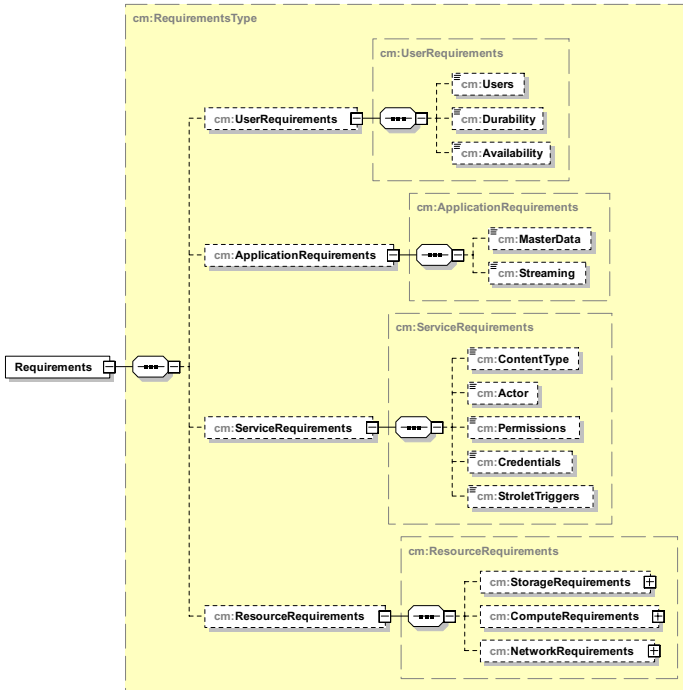 cm:RequirementsType
cm:UserRequirements
cm:Users
cm:UserRequirements
cm:Durability
cm:Availability
cm:ApplicationRequirements
cm:MasterData
cm:ApplicationRequirements
cm:Streaming
cm:ServiceRequirements
cm:ContentType
Requirements
cm:Actor
cm:ServiceRequirements
cm:Permissions
cm:Credentials
cm:StroletTriggers
cm:ResourceRequirements
cm:StorageRequirements
cm:ResourceRequirements
cm:ComputeRequirements
cm:NetworkRequirements